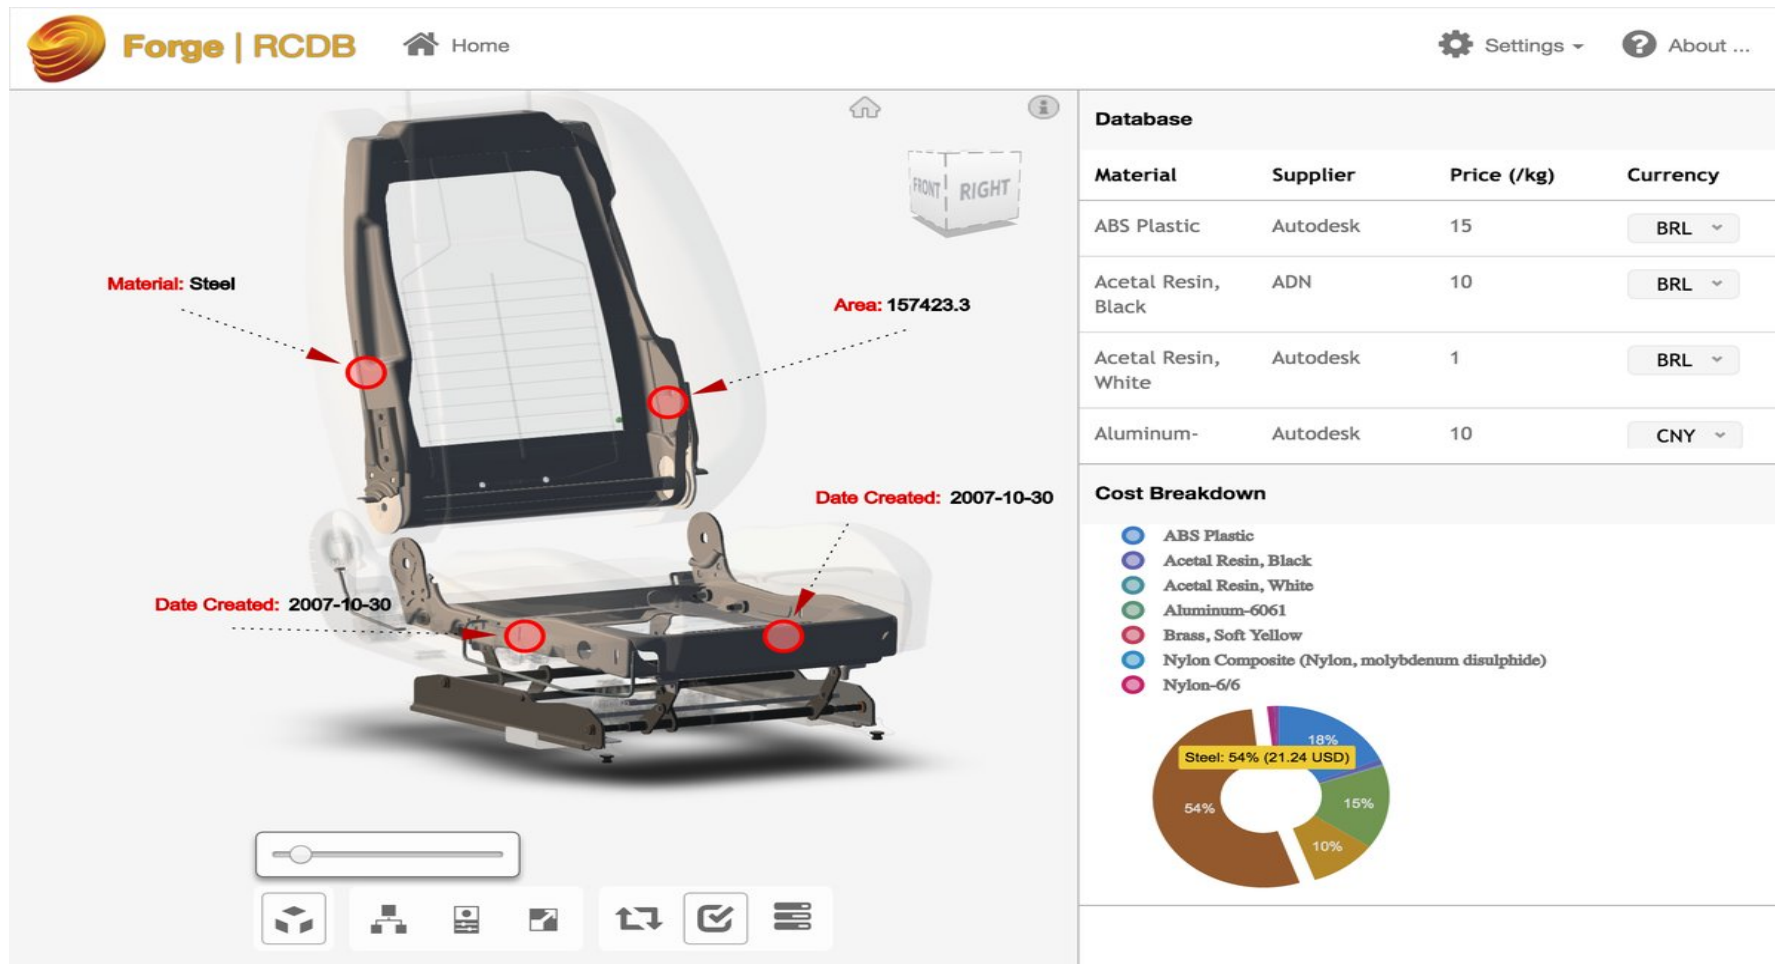 Forge | RCDB
Home
Settings
About ...
FRONT
RIGHT
Material: Steel
Area: 157423.3
Date Created: 2007-10-30
Date Created: 2007-10-30
Database
Material Supplier Price (/kg) Currency
ABS Plastic Autodesk 15 BRL
Acetal Resin, ADN 10 BRL
Black
Acetal Resin, Autodesk 1 BRL
White
Aluminum- Autodesk 10 CNY
Cost Breakdown
ABS Plastic
Acetal Resin, Black
Acetal Resin, White
Aluminum-6061
Brass, Soft Yellow
Nylon Composite (Nylon, molybdenum disulphide)
Nylon-6/6
18%
Steel: 54% (21.24 USD)
54%
15%
10%